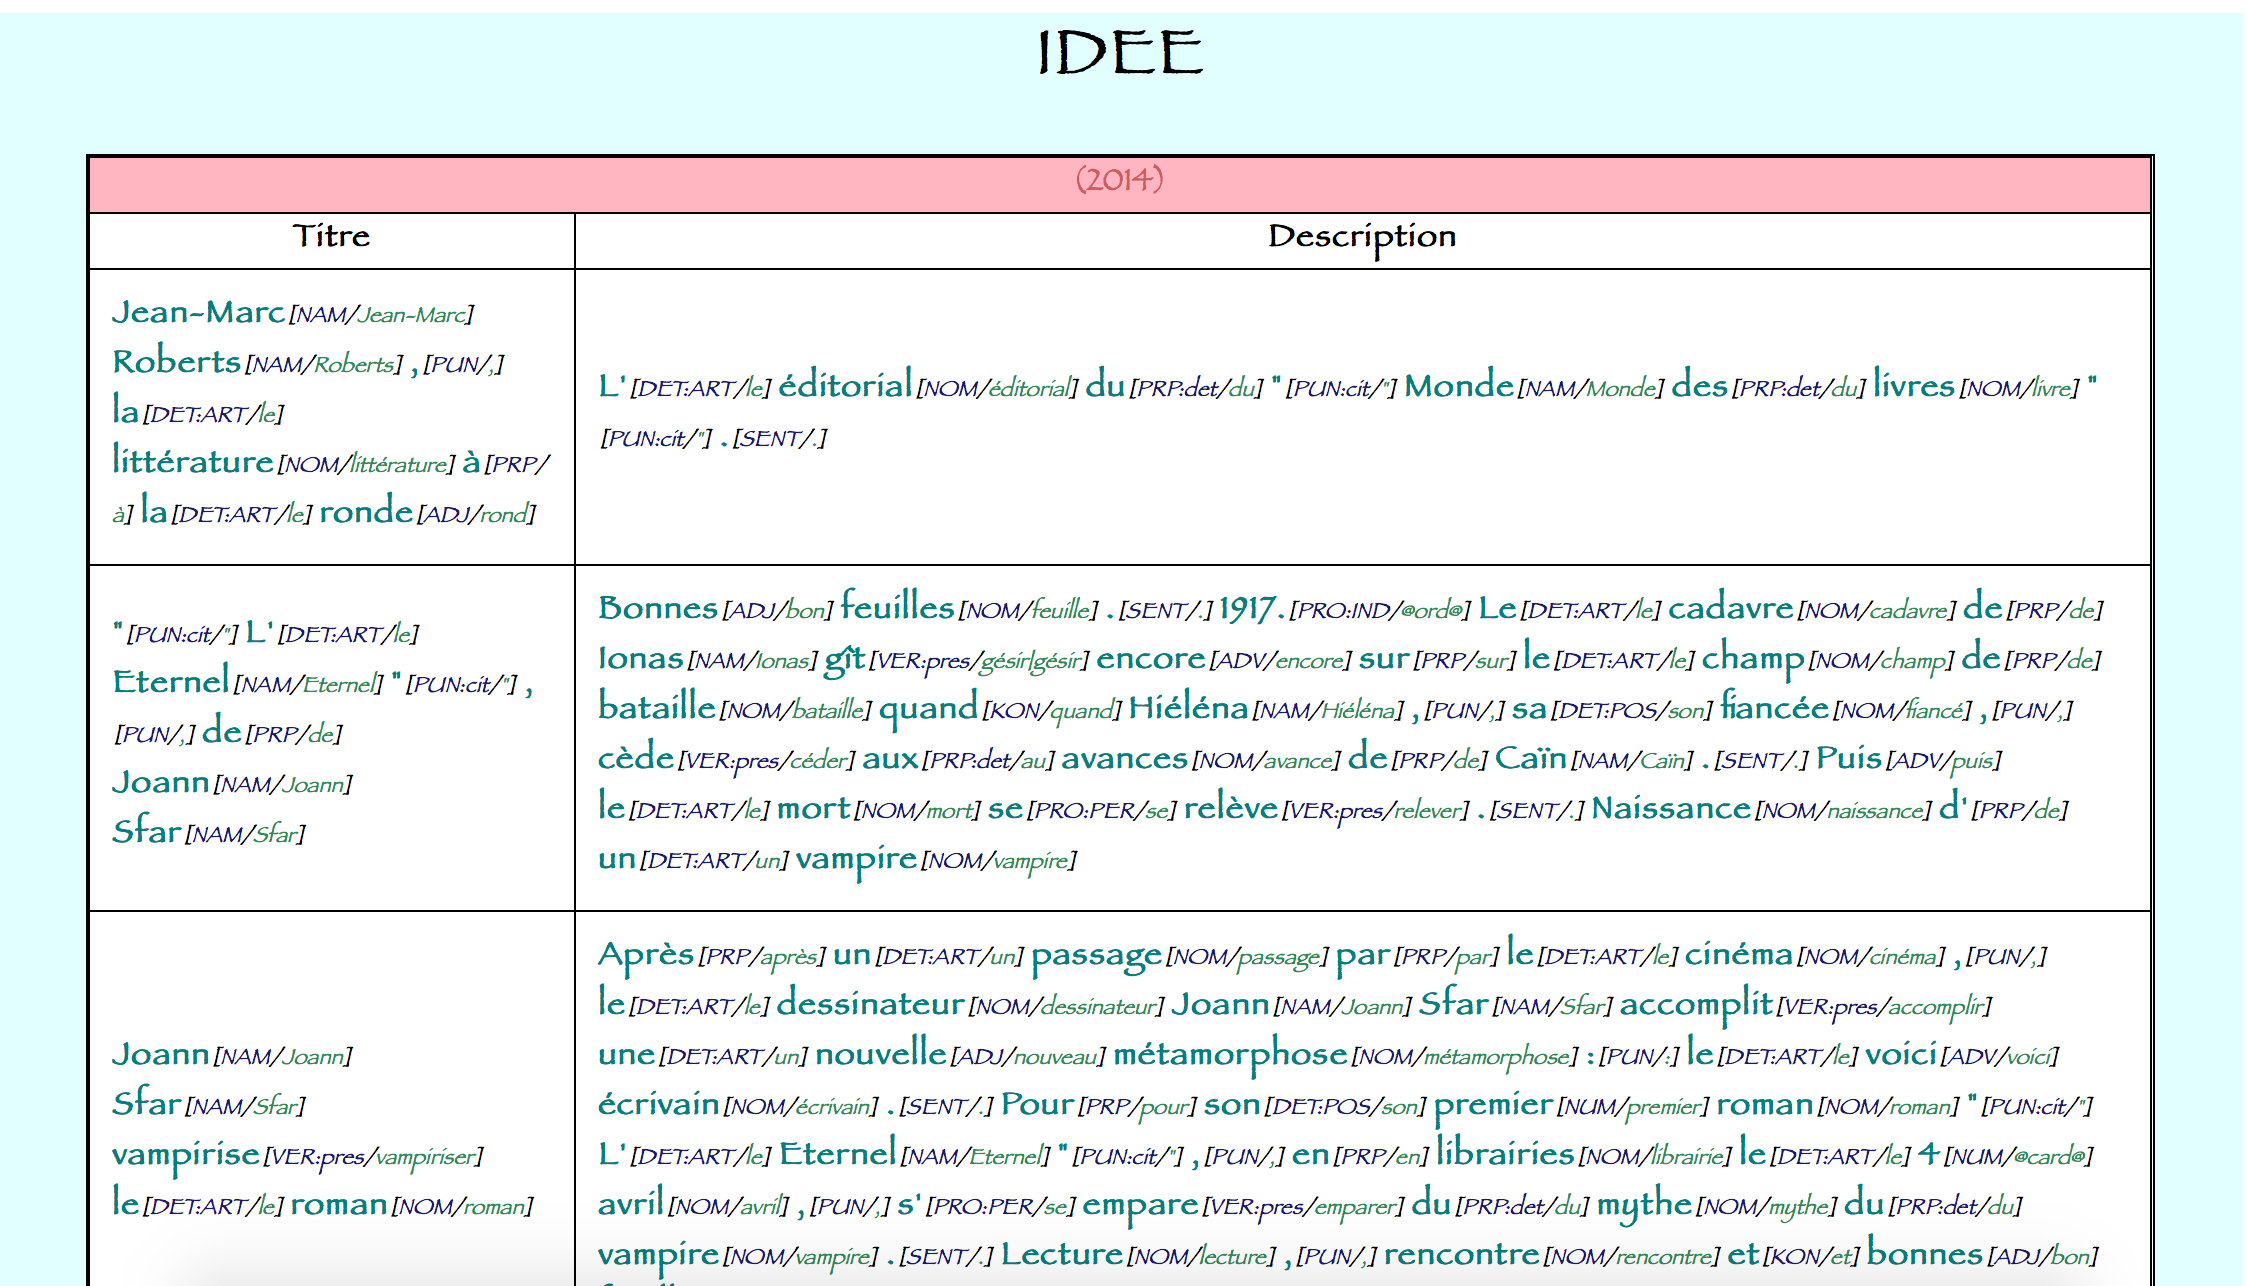 IDEE
(2014)
Titre
Description
Jean-Marc[NAM/Jean-Marc]
Roberts[NAM/Roberts] ,[PUN/,]
la[DET:ART/le]
littérature[NOM/littérature] à[PRP/
à] la[DET:ART/le] ronde[ADJ/rond]
L'[DET:ART/le] éditorial[NOM/éditorial] du[PRP:det/du] "[PUN:cit/"] Monde[NAM/Monde] des[PRP:det/du] livres[NOM/livre] "
[PUN:cit/"] .[SENT/.]
"[PUN:cit/"] L'[DET:ART/le]
Eternel[NAM/Eternel] "[PUN:cit/"] ,
[PUN/,] de[PRP/de]
Joann[NAM/Joann]
Sfar[NAM/Sfar]
Bonnes[ADJ/bon] feuilles[NOM/feuille] .[SENT/.] 1917.[PRO:IND/@ord@] Le[DET:ART/le] cadavre[NOM/cadavre] de[PRP/de]
Ionas[NAM/Ionas] gît[VER:pres/gésir|gésir] encore[ADV/encore] sur[PRP/sur] le[DET:ART/le] champ[NOM/champ] de[PRP/de]
bataille[NOM/bataille] quand[KON/quand] Hiéléna[NAM/Hiéléna] ,[PUN/,] sa[DET:POS/son] fiancée[NOM/fiancé] ,[PUN/,]
cède[VER:pres/céder] aux[PRP:det/au] avances[NOM/avance] de[PRP/de] Caïn[NAM/Caïn] .[SENT/.] Puis[ADV/puis]
le[DET:ART/le] mort[NOM/mort] se[PRO:PER/se] relève[VER:pres/relever] .[SENT/.] Naissance[NOM/naissance] d'[PRP/de]
un[DET:ART/un] vampire[NOM/vampire]
Joann[NAM/Joann]
Sfar[NAM/Sfar]
vampirise[VER:pres/vampiriser]
le[DET:ART/le] roman[NOM/roman]
Après[PRP/après] un[DET:ART/un] passage[NOM/passage] par[PRP/par] le[DET:ART/le] cinéma[NOM/cinéma] ,[PUN/,]
le[DET:ART/le] dessinateur[NOM/dessinateur] Joann[NAM/Joann] Sfar[NAM/Sfar] accomplit[VER:pres/accomplir]
une[DET:ART/un] nouvelle[ADJ/nouveau] métamorphose[NOM/métamorphose] :[PUN/:] le[DET:ART/le] voici[ADV/voici]
écrivain[NOM/écrivain] .[SENT/.] Pour[PRP/pour] son[DET:POS/son] premier[NUM/premier] roman[NOM/roman] "[PUN:cit/"]
L'[DET:ART/le] Eternel[NAM/Eternel] "[PUN:cit/"] ,[PUN/,] en[PRP/en] librairies[NOM/librairie] le[DET:ART/le] 4[NUM/@card@]
avril[NOM/avril] ,[PUN/,] s'[PRO:PER/se] empare[VER:pres/emparer] du[PRP:det/du] mythe[NOM/mythe] du[PRP:det/du]
vampire[NOM/vampire] .[SENT/.] Lecture[NOM/lecture] ,[PUN/,] rencontre[NOM/rencontre] et[KON/et] bonnes[ADJ/bon]